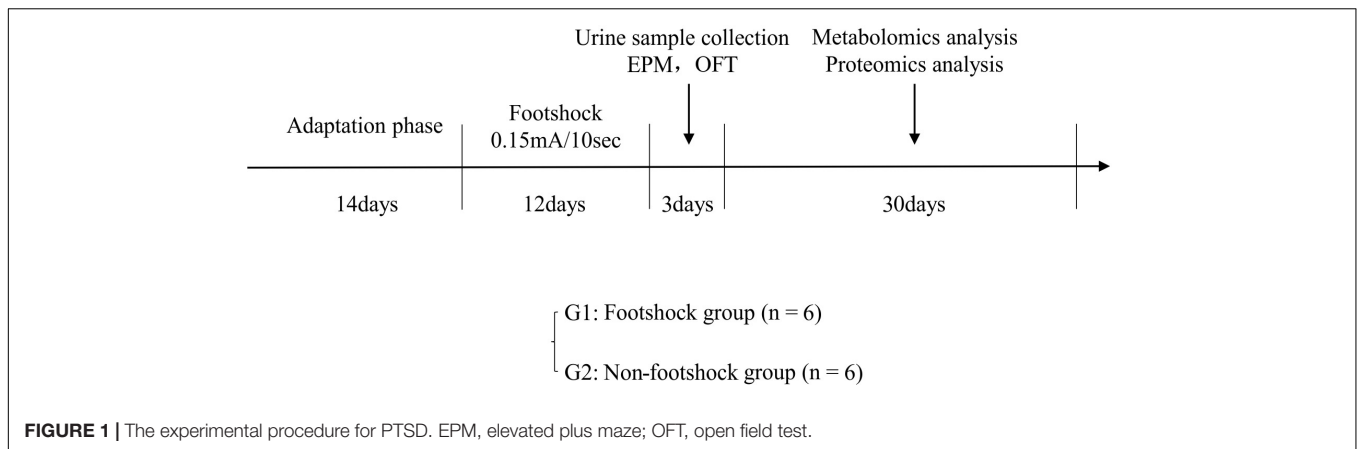 Urine sample collection
EPM，OFT
Metabolomics analysis
Proteomics analysis
Adaptation phase
Footshock
0.15mA/10sec
14days
12days
3days
30days
G1: Footshock group (n = 6)
G2: Non-footshock group (n = 6)
FIGURE 1 | The experimental procedure for PTSD. EPM, elevated plus maze; OFT, open field test.